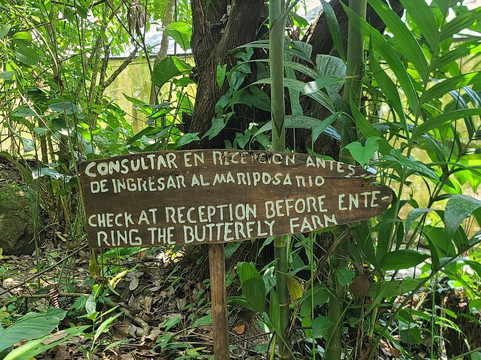 CONSULTAR EN RECEPCION ANTES
DE INGRESAR AL MARIPOSARIO
CHECK AT RECEPTION BEFORE ENTE-
RING THE BUTTERFLY FARM